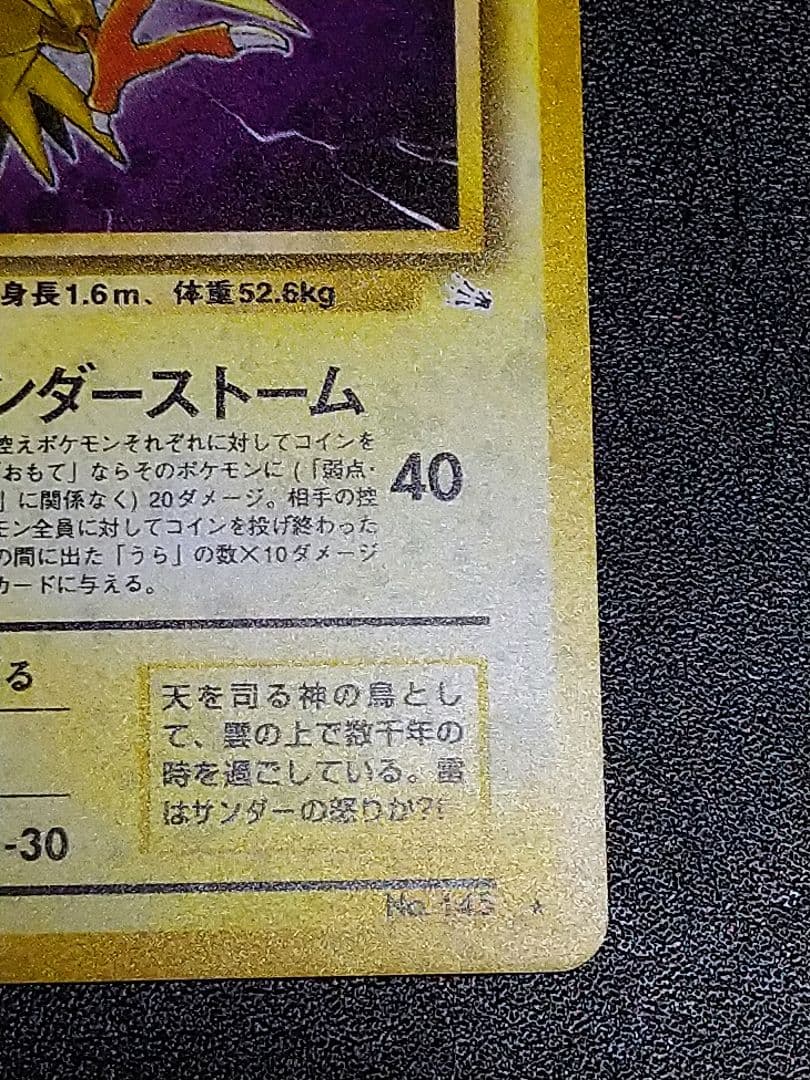 身長1.6m、体重52.6kg
ンダーストーム
控えポケモンそれぞれに対してコインを
「おもて」ならそのポケモンに (「弱点・
」に関係なく) 20ダメージ。相手の控
モン全員に対してコインを投げ終わった
の間に出た「うら」の数×10ダメージ
カードに与える。
40
る
-30
天を司る神の鳥とし
て、雲の上で数千年の
時を過ごしている。雷
はサンダーの怒りか?!
No. 145 ★